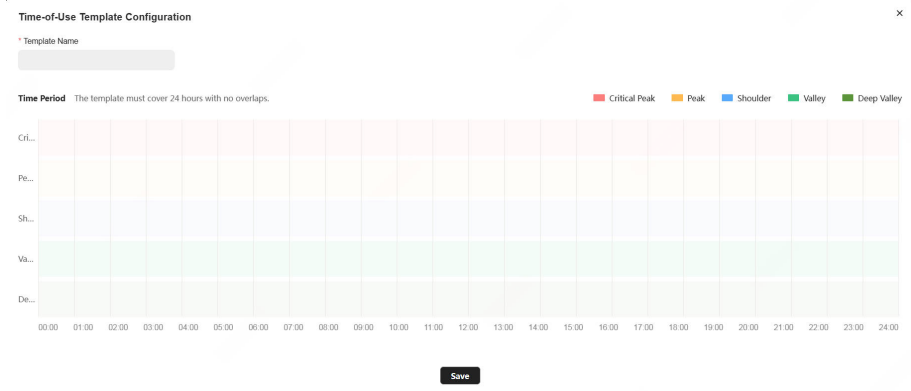 Time-of-Use Template Configuration ×
* Template Name
Time Period The template must cover 24 hours with no overlaps. Critical Peak Peak Shoulder Valley Deep Valley
Cri...
Pe...
Sh...
Va...
De...
00:00 01:00 02:00 03:00 04:00 05:00 06:00 07:00 08:00 09:00 10:00 11:00 12:00 13:00 14:00 15:00 16:00 17:00 18:00 19:00 20:00 21:00 22:00 23:00 24:00
Save